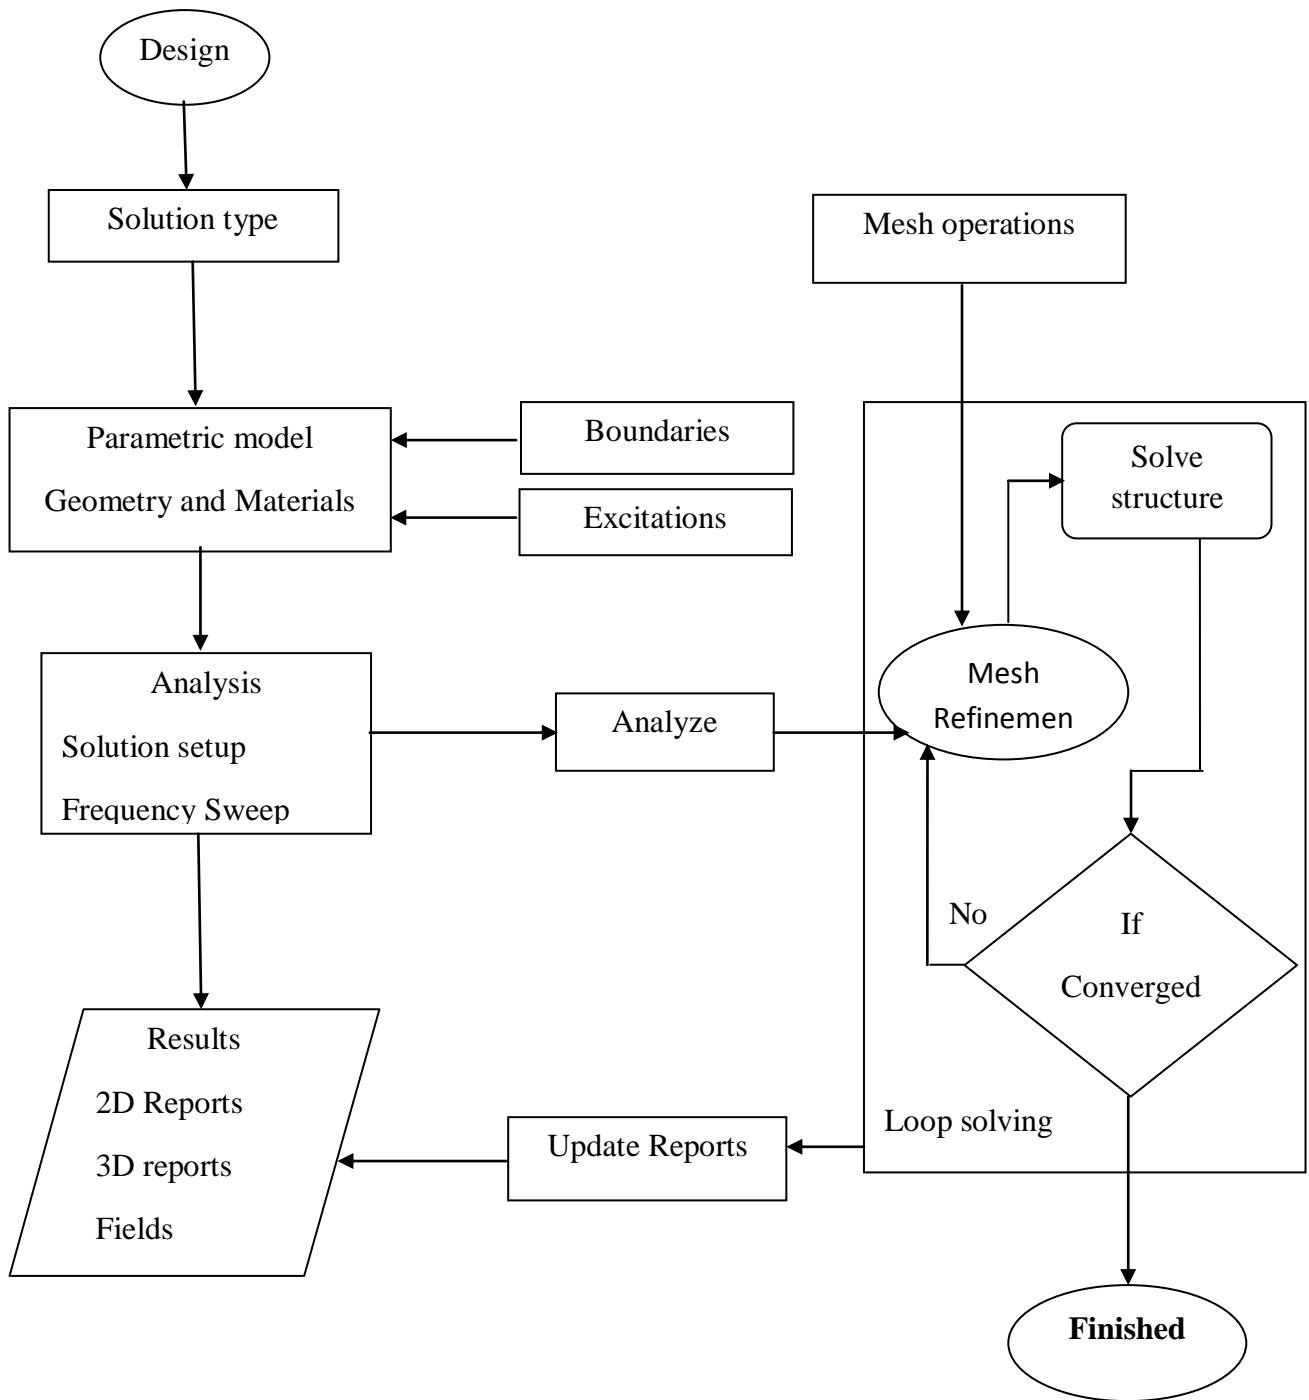 Design
Solution type
Mesh operations
Parametric model
Geometry and Materials
Boundaries
Excitations
Solve
structure
Mesh
Refinemen
Analysis
Solution setup
Frequency Sweep
Analyze
No
If
Converged
Results
2D Reports
3D reports
Fields
Update Reports
Loop solving
Finished